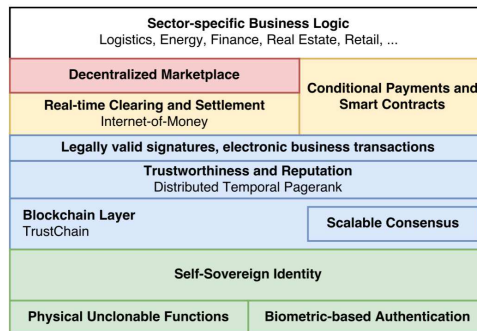 Sector-specific Business Logic
Logistics, Energy, Finance, Real Estate, Retail, ...
Decentralized Marketplace
Conditional Payments and
Smart Contracts
Real-time Clearing and Settlement
Internet-of-Money
Legally valid signatures, electronic business transactions
Trustworthiness and Reputation
Distributed Temporal Pagerank
Blockchain Layer
TrustChain
Scalable Consensus
Self-Sovereign Identity
Physical Unclonable Functions
Biometric-based Authentication